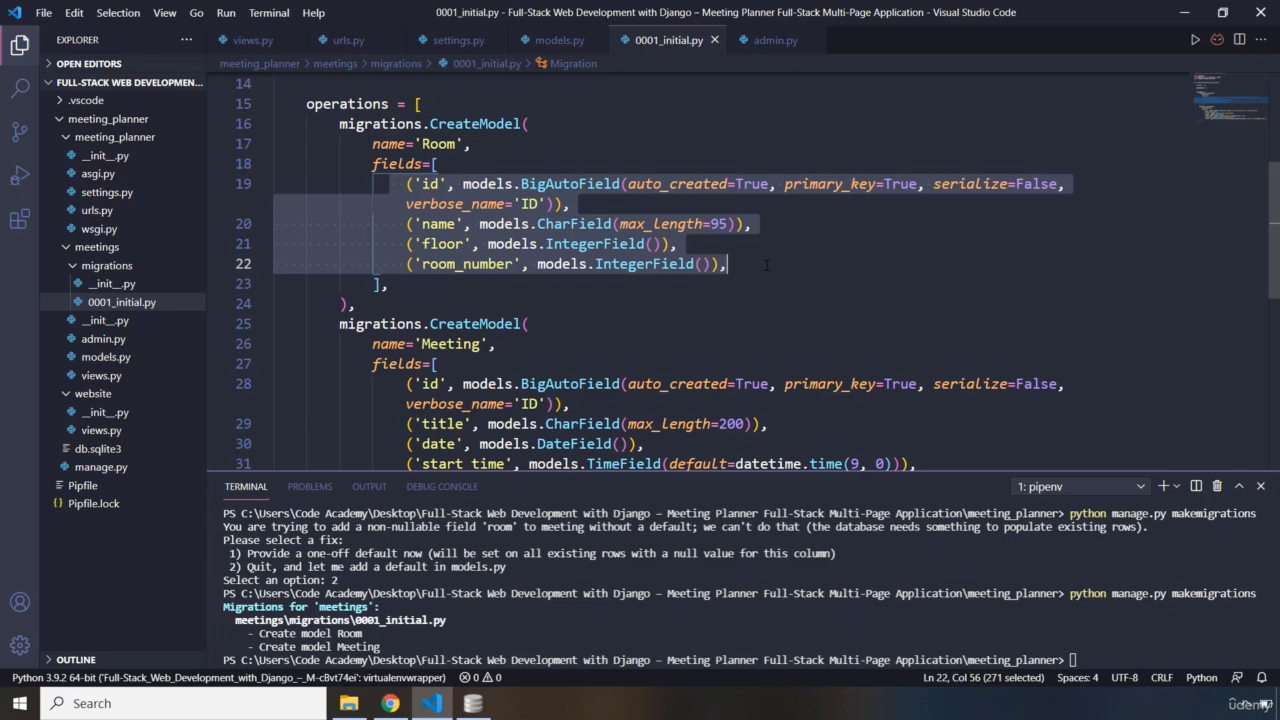 File Edit Selection View Go Run Terminal Help
0001_initial.py - Full-Stack Web Development with Django – Meeting Planner Full-Stack Multi-Page Application - Visual Studio Code
EXPLORER
views.py urls.py settings.py models.py 0001_initial.py admin.py
OPEN EDITORS
meeting_planner > meetings > migrations > 0001_initial.py > Migration
FULL-STACK WEB DEVELOPMEN...
.vscode
meeting_planner
meeting_planner
__init__.py
asgi.py
settings.py
urls.py
wsgi.py
meetings
migrations
__init__.py
0001_initial.py
__init__.py
admin.py
models.py
views.py
website
__init__.py
views.py
db.sqlite3
manage.py
Pipfile
Pipfile.lock
OUTLINE
14
15 operations = [
16 migrations.CreateModel(
17 name='Room',
18 fields=[
19 ('id', models.BigAutoField(auto_created=True, primary_key=True, serialize=False,
verbose_name='ID')),
20 ('name', models.CharField(max_length=95)),
21 ('floor', models.IntegerField()),
22 ('room_number', models.IntegerField()),
23 ],
24 ),
25 migrations.CreateModel(
26 name='Meeting',
27 fields=[
28 ('id', models.BigAutoField(auto_created=True, primary_key=True, serialize=False,
verbose_name='ID')),
29 ('title', models.CharField(max_length=200)),
30 ('date', models.DateField()),
31 ('start_time', models.TimeField(default=datetime.time(9, 0))),
TERMINAL PROBLEMS OUTPUT DEBUG CONSOLE
1: pipenv
PS C:\Users\Code Academy\Desktop\Full-Stack Web Development with Django – Meeting Planner Full-Stack Multi-Page Application\meeting_planner> python manage.py makemigrations
You are trying to add a non-nullable field 'room' to meeting without a default; we can't do that (the database needs something to populate existing rows).
Please select a fix:
1) Provide a one-off default now (will be set on all existing rows with a null value for this column)
2) Quit, and let me add a default in models.py
Select an option: 2
PS C:\Users\Code Academy\Desktop\Full-Stack Web Development with Django – Meeting Planner Full-Stack Multi-Page Application\meeting_planner> python manage.py makemigrations
Migrations for 'meetings':
meetings\migrations\0001_initial.py
- Create model Room
- Create model Meeting
PS C:\Users\Code Academy\Desktop\Full-Stack Web Development with Django – Meeting Planner Full-Stack Multi-Page Application\meeting_planner>
Python 3.9.2 64-bit ('Full-Stack_Web_Development_with_Django_-_M-cBvt74ei': virtualenvwrapper) 0 0
Ln 22, Col 56 (271 selected) Spaces: 4 UTF-8 CRLF Python
Search
udemy